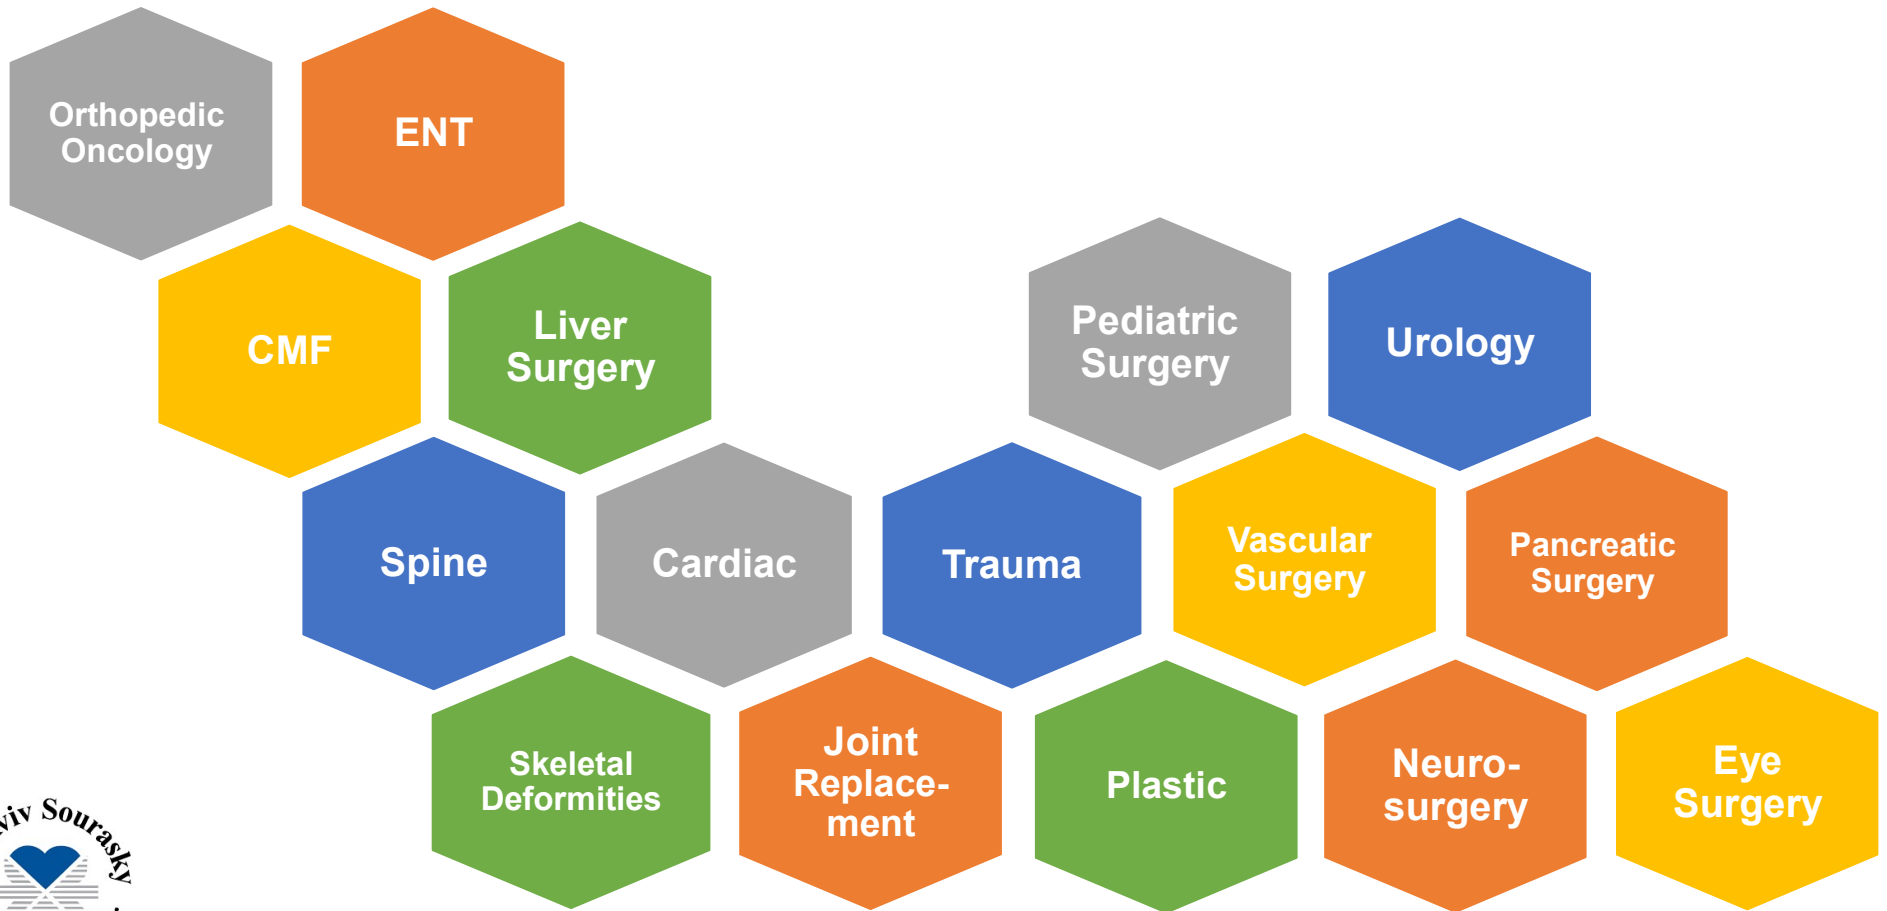 Orthopedic
Oncology
ENT
CMF
Liver
Surgery
Pediatric
Surgery
Urology
Spine
Cardiac
Trauma
Vascular
Surgery
Pancreatic
Surgery
Skeletal
Deformities
Joint
Replace-
ment
Plastic
Neuro-
surgery
Eye
Surgery
Sourasky